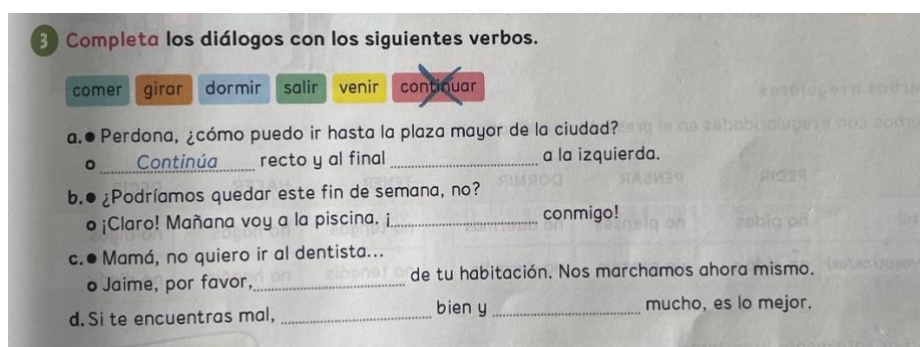 3 Completa los diálogos con los siguientes verbos.
comer girar dormir salir venir continuar
a.● Perdona, ¿cómo puedo ir hasta la plaza mayor de la ciudad?
○ Continúa recto y al final ............ a la izquierda.
b.● ¿Podríamos quedar este fin de semana, no?
○ ¡Claro! Mañana voy a la piscina. ¡............ conmigo!
c.● Mamá, no quiero ir al dentista...
○ Jaime, por favor,............ de tu habitación. Nos marchamos ahora mismo.
d. Si te encuentras mal, ............ bien y ............ mucho, es lo mejor.